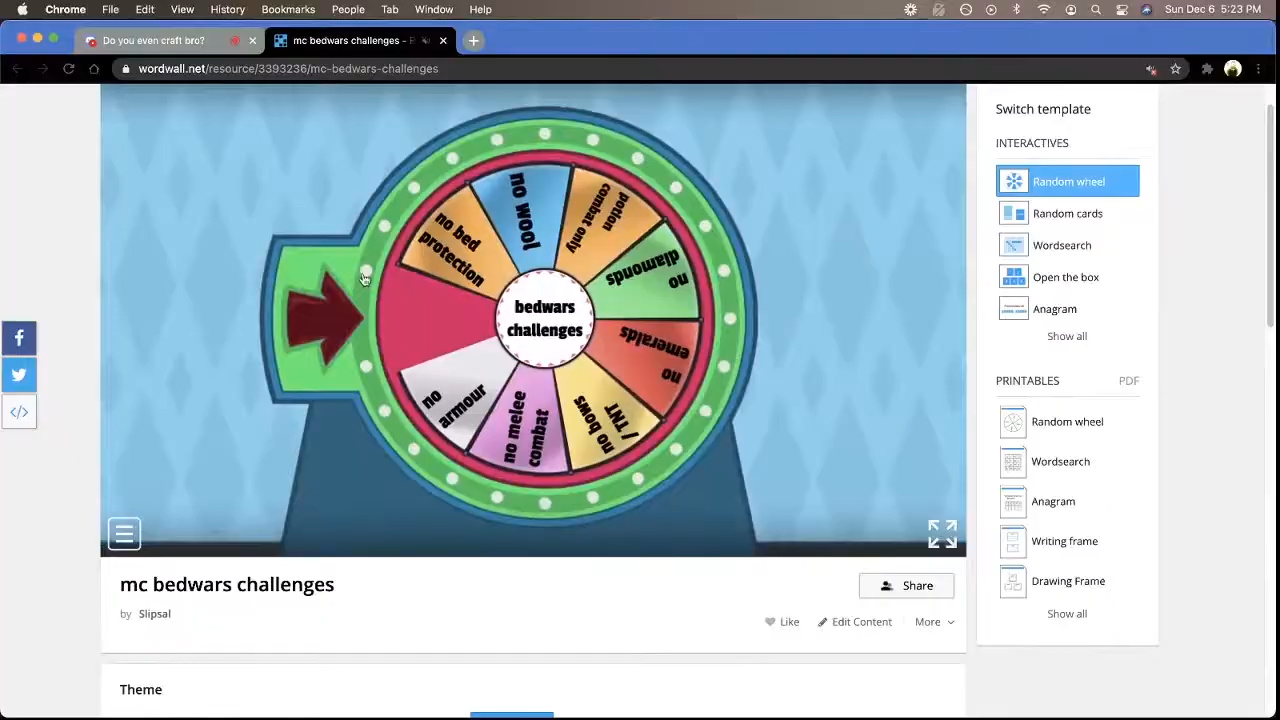 Chrome File Edit View History Bookmarks People Tab Window Help Sun Dec 6 5:23 PM
Do you even craft bro? mc bedwars challenges -
wordwall.net/resource/3393236/mc-bedwars-challenges
no bed
protection
no wool
potion
combat only
no
diamonds
no
emeralds
no bows
/ TNT
no melee
combat
no
armour
bedwars
challenges
mc bedwars challenges
by Slipsal
Share
Like Edit Content More
Theme
Switch template
INTERACTIVES
Random wheel
Random cards
Wordsearch
Open the box
Anagram
Show all
PRINTABLES PDF
Random wheel
Wordsearch
Anagram
Writing frame
Drawing Frame
Show all